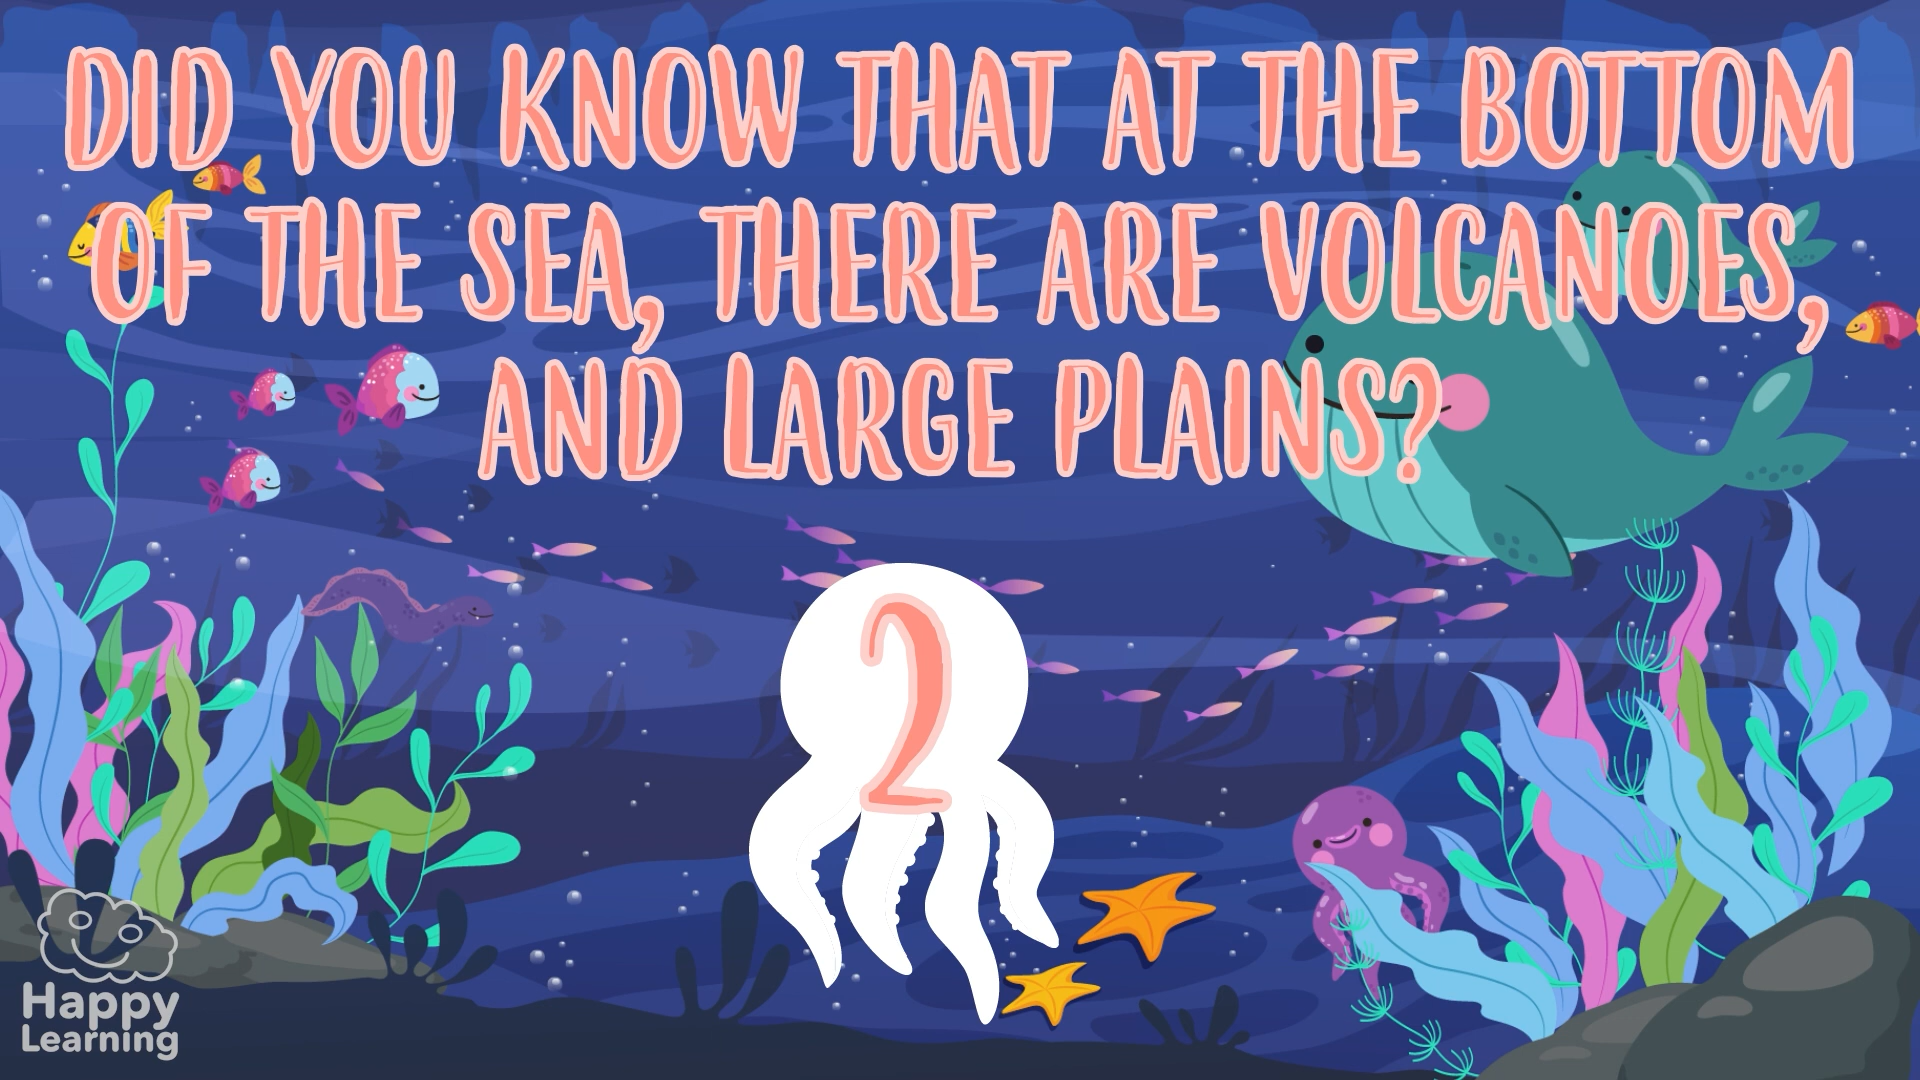 DID YOU KNOW THAT AT THE BOTTOM
OF THE SEA, THERE ARE VOLCANOES,
AND LARGE PLAINS?
2
Happy
Learning